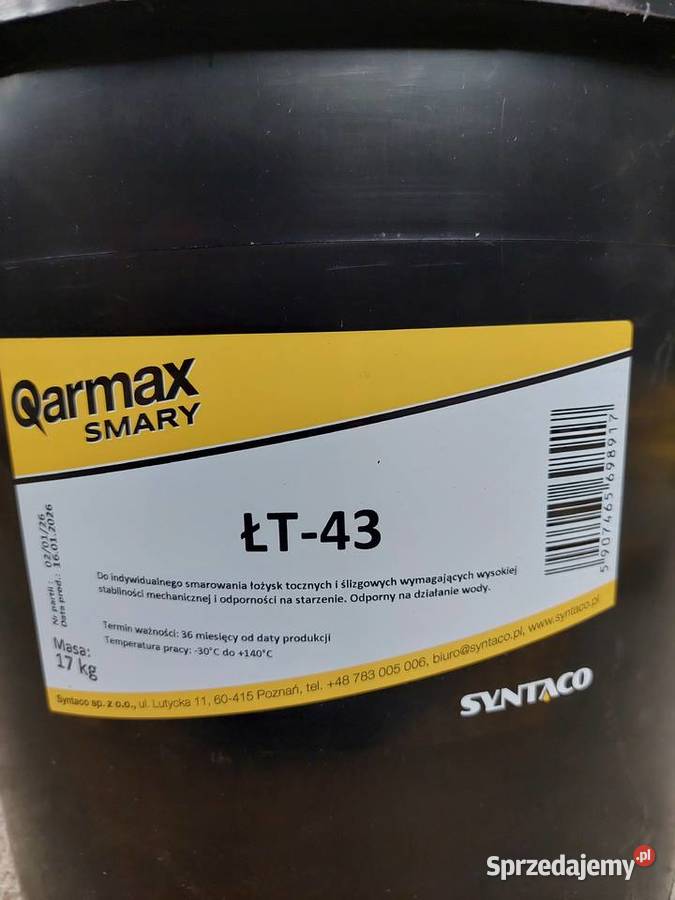 Qarmax
SMARY
ŁT-43
Do indywidualnego smarowania łożysk tocznych i ślizgowych wymagających wysokiej
stabilności mechanicznej i odporności na starzenie. Odporny na działanie wody.
Termin ważności: 36 miesięcy od daty produkcji
Temperatura pracy: -30°C do +140°C
Nr partii : 02/01/26
Data prod.: 16.01.2026
Masa:
17 kg
5 907465 698917
Syntaco sp. z o.o., ul. Lutycka 11, 60-415 Poznań, tel. +48 783 005 006, biuro@syntaco.pl, www.syntaco.pl
SYNTACO
Sprzedajemy.pl